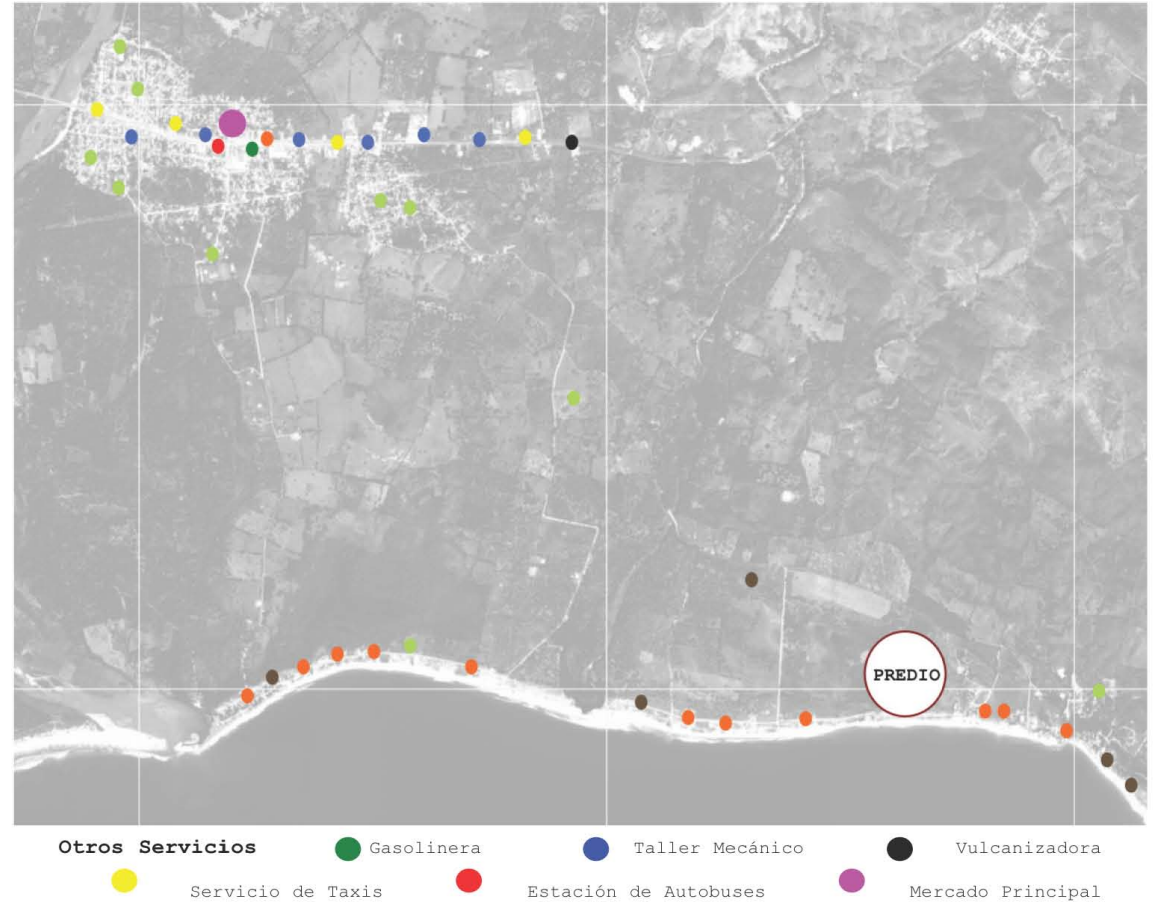 PREDIO
Otros Servicios Gasolinera Taller Mecánico Vulcanizadora
Servicio de Taxis Estación de Autobuses Mercado Principal